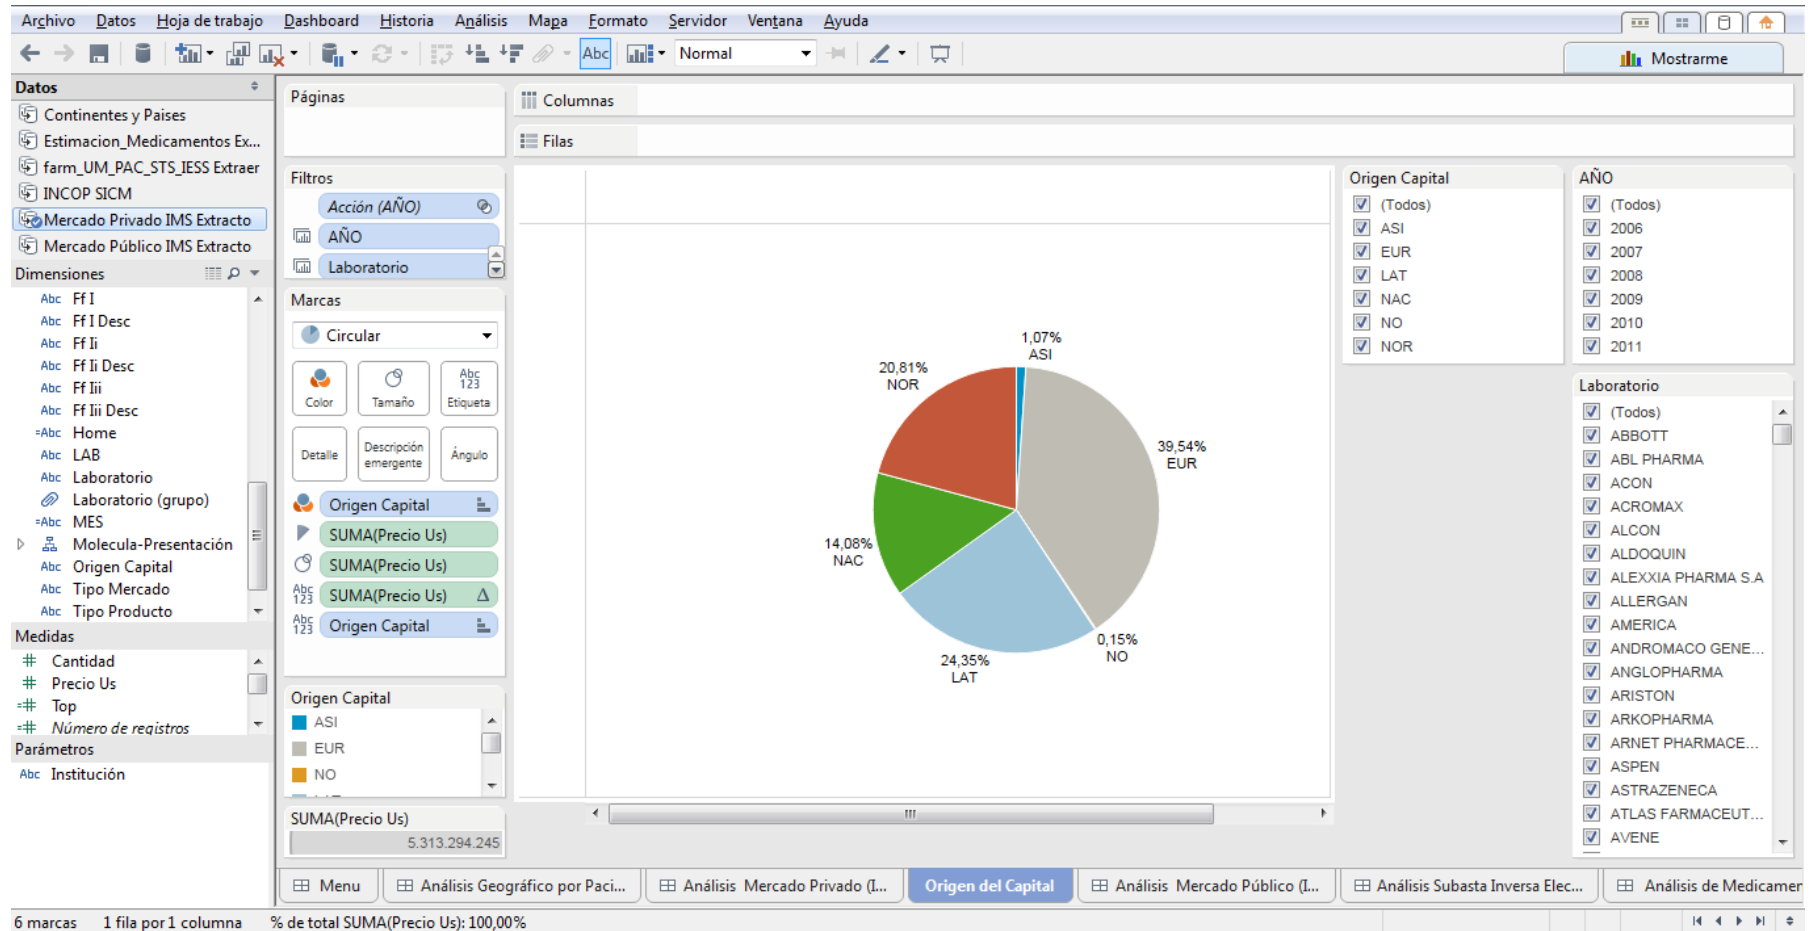 Archivo Datos Hoja de trabajo Dashboard Historia Análisis Mapa Formato Servidor Ventana Ayuda
Abc Normal Mostrarme
Datos
Continentes y Paises
Estimacion_Medicamentos Ex...
farm_UM_PAC_STS_IESS Extraer
INCOP SICM
Mercado Privado IMS Extracto
Mercado Público IMS Extracto
Dimensiones
Abc Ff I
Abc Ff I Desc
Abc Ff Ii
Abc Ff Ii Desc
Abc Ff Iii
Abc Ff Iii Desc
=Abc Home
Abc LAB
Abc Laboratorio
Laboratorio (grupo)
=Abc MES
Molecula-Presentación
Abc Origen Capital
Abc Tipo Mercado
Abc Tipo Producto
Medidas
# Cantidad
# Precio Us
=# Top
=# Número de registros
Parámetros
Abc Institución
Páginas
Columnas
Filas
Filtros
Acción (AÑO)
AÑO
Laboratorio
Marcas
Circular
Color
Tamaño
Abc
123
Etiqueta
Detalle
Descripción
emergente
Ángulo
Origen Capital
SUMA(Precio Us)
SUMA(Precio Us)
Abc
123
SUMA(Precio Us) Δ
Abc
123
Origen Capital
Origen Capital
ASI
EUR
NO
SUMA(Precio Us)
5.313.294.245
1,07%
ASI
20,81%
NOR
39,54%
EUR
14,08%
NAC
0,15%
NO
24,35%
LAT
Origen Capital
(Todos)
ASI
EUR
LAT
NAC
NO
NOR
AÑO
(Todos)
2006
2007
2008
2009
2010
2011
Laboratorio
(Todos)
ABBOTT
ABL PHARMA
ACON
ACROMAX
ALCON
ALDOQUIN
ALEXXIA PHARMA S.A
ALLERGAN
AMERICA
ANDROMACO GENE...
ANGLOPHARMA
ARISTON
ARKOPHARMA
ARNET PHARMACE...
ASPEN
ASTRAZENECA
ATLAS FARMACEUT...
AVENE
Menu Análisis Geográfico por Paci... Análisis Mercado Privado (I... Origen del Capital Análisis Mercado Público (I... Análisis Subasta Inversa Elec... Análisis de Medicamer
6 marcas 1 fila por 1 columna % de total SUMA(Precio Us): 100,00%